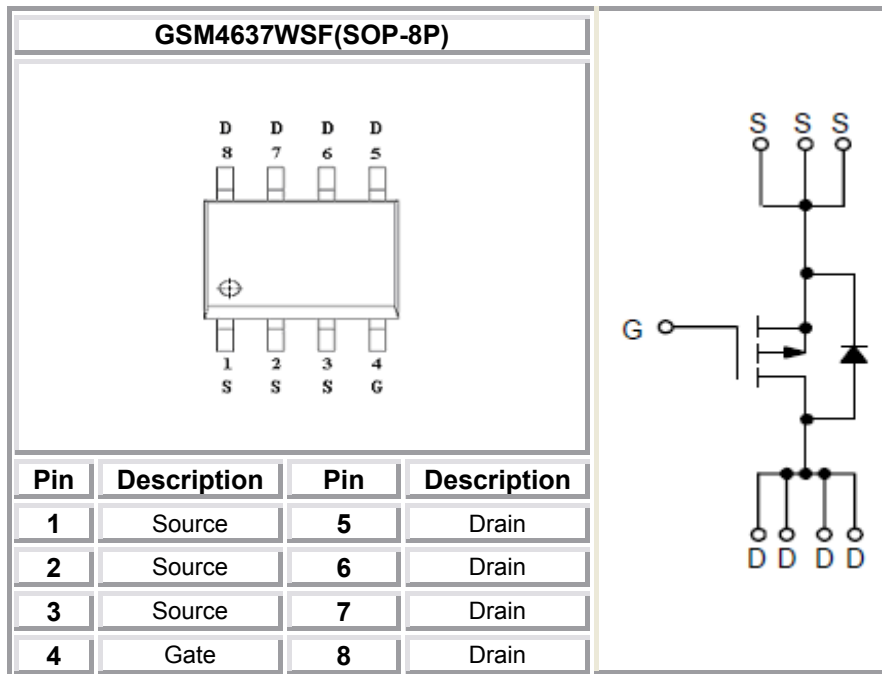 GSM4637WSF(SOP-8P)
D D D D
8 7 6 5
1 2 3 4
S S S G
Pin Description Pin Description
1 Source 5 Drain
2 Source 6 Drain
3 Source 7 Drain
4 Gate 8 Drain
S S S
G
D D D D